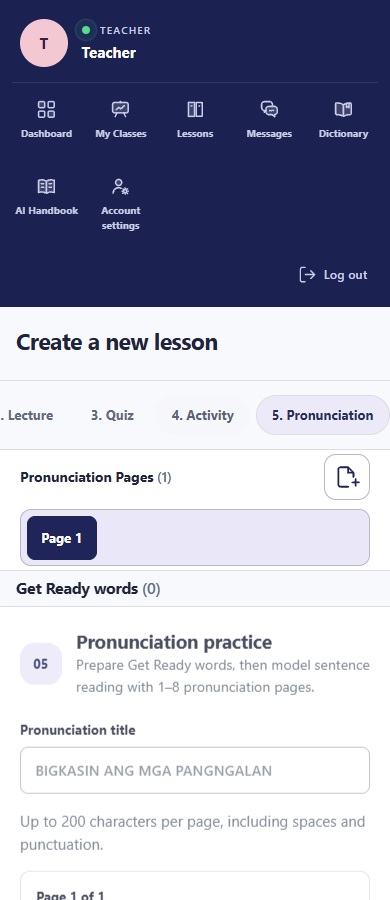 T
TEACHER
Teacher
Dashboard
My Classes
Lessons
Messages
Dictionary
AI Handbook
Account
settings
Log out
Create a new lesson
. Lecture
3. Quiz
4. Activity
5. Pronunciation
Pronunciation Pages (1)
Page 1
Get Ready words (0)
05
Pronunciation practice
Prepare Get Ready words, then model sentence
reading with 1–8 pronunciation pages.
Pronunciation title
BIGKASIN ANG MGA PANGNGALAN
Up to 200 characters per page, including spaces and
punctuation.
Page 1 of 1